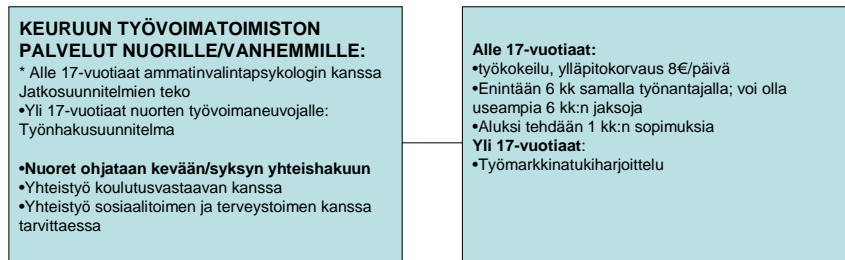 KEURUUN TYÖVOIMATOIMISTON
PALVELUT NUORILLE/VANHEMMILLE:
* Alle 17-vuotiaat ammatinvalintapsykologin kanssa
Jatkosuunnitelmien teko
•Yli 17-vuotiaat nuorten työvoimaneuvojalle:
Työnhakusuunnitelma
•Nuoret ohjataan kevään/syksyn yhteishakuun
•Yhteistyö koulutusvastaavan kanssa
•Yhteistyö sosiaalitoimen ja terveystoimen kanssa
tarvittaessa
Alle 17-vuotiaat:
•työkokeilu, ylläpitokorvaus 8€/päivä
•Enintään 6 kk samalla työnantajalla; voi olla
useampia 6 kk:n jaksoja
•Aluksi tehdään 1 kk:n sopimuksia
Yli 17-vuotiaat:
•Työmarkkinatukiharjoittelu